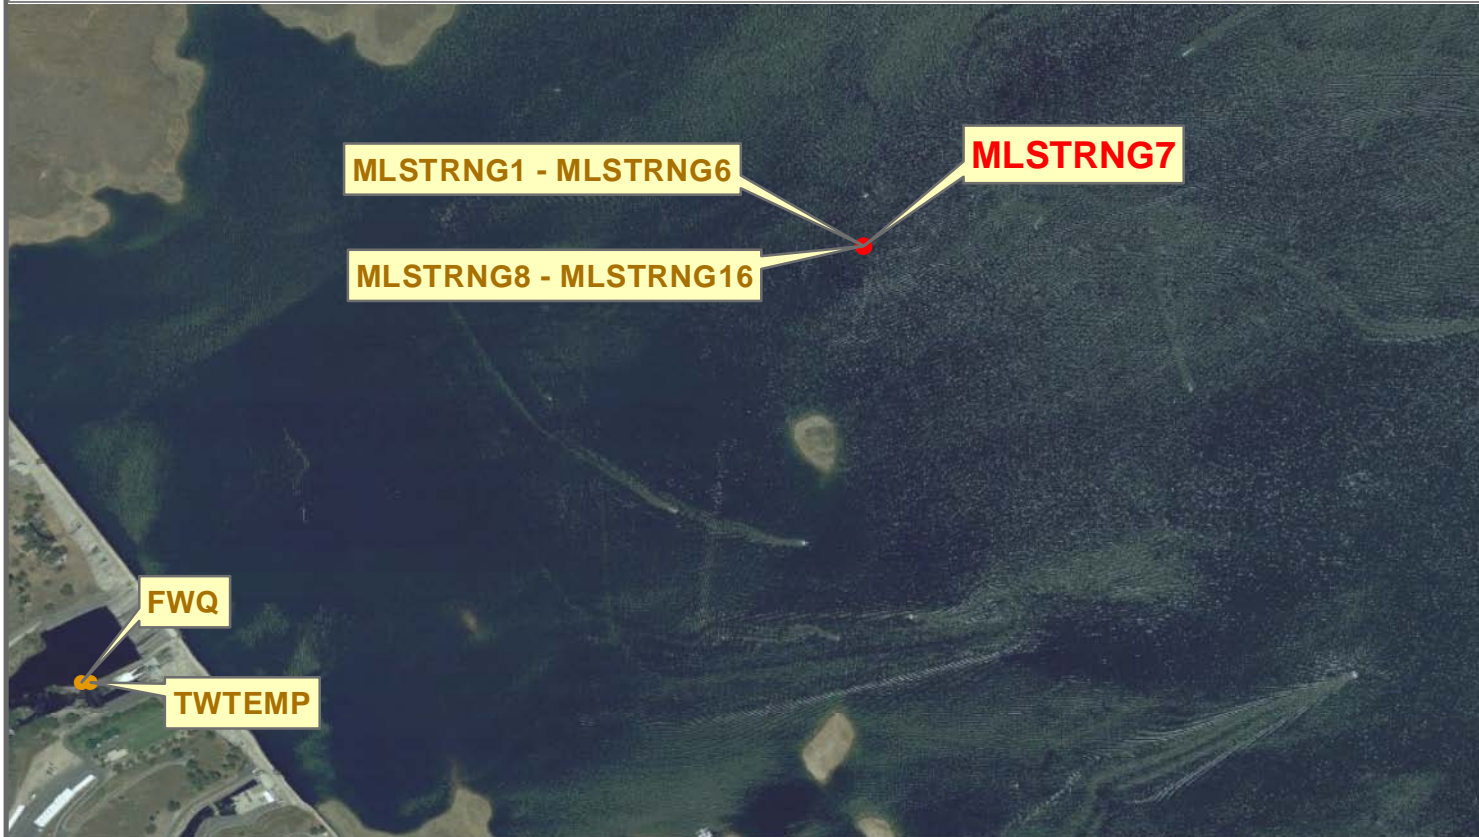 MLSTRNG7
MLSTRNG1 - MLSTRNG6
MLSTRNG8 - MLSTRNG16
FWQ
TWTEMP